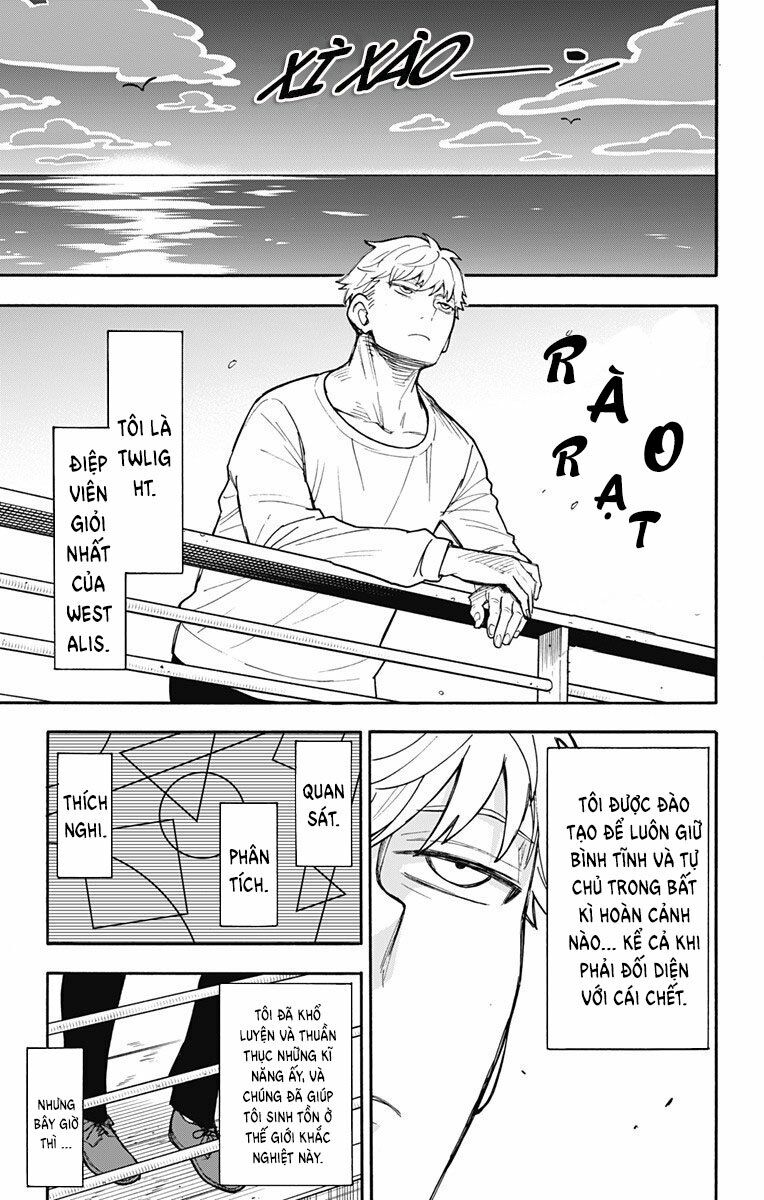 XÌ XÀO
RÀO
RẠT
TÔI LÀ
TWLIG
HT.
ĐIỆP
VIÊN
GIỎI
NHẤT
CỦA
WEST
ALIS.
TÔI ĐƯỢC ĐÀO
TẠO ĐỂ LUÔN GIỮ
BÌNH TĨNH VÀ TỰ
CHỦ TRONG BẤT
KÌ HOÀN CẢNH
NÀO... KỂ CẢ KHI
PHẢI ĐỐI DIỆN
VỚI CÁI CHẾT.
QUAN
SÁT.
PHÂN
TÍCH.
THÍCH
NGHI.
TÔI ĐÃ KHỔ
LUYỆN VÀ THUẦN
THỤC NHỮNG KĨ
NĂNG ẤY, VÀ
CHÚNG ĐÃ GIÚP
TÔI SINH TỒN Ở
THẾ GIỚI KHẮC
NGHIỆT NÀY.
NHƯNG
BÂY GIỜ
THÌ ...